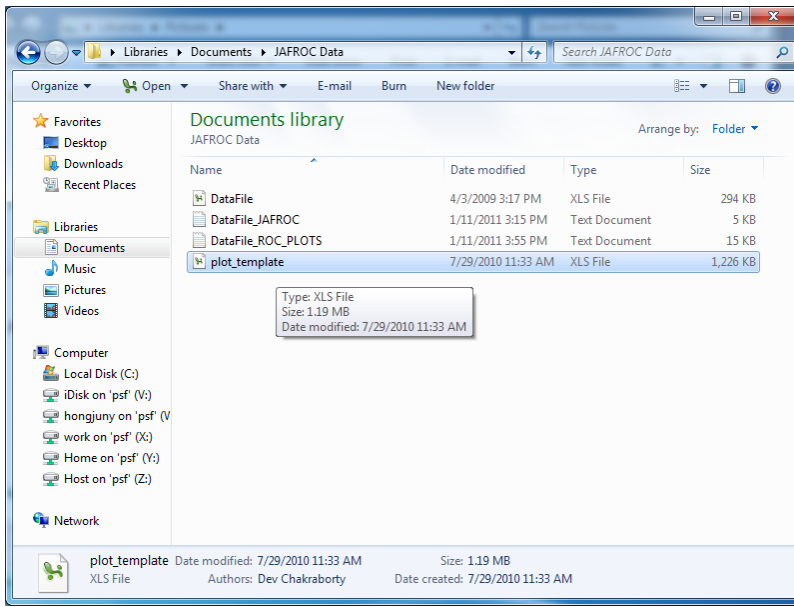 Libraries Documents JAFROC Data Search JAFROC Data
Organize Open Share with E-mail Burn New folder
Favorites
Desktop
Downloads
Recent Places
Libraries
Documents
Music
Pictures
Videos
Computer
Local Disk (C:)
iDisk on 'psf' (V:)
hongjuny on 'psf' (V
work on 'psf' (X:)
Home on 'psf' (Y:)
Host on 'psf' (Z:)
Network
Documents library
JAFROC Data
Arrange by: Folder
Name Date modified Type Size
DataFile 4/3/2009 3:17 PM XLS File 294 KB
DataFile_JAFROC 1/11/2011 3:15 PM Text Document 5 KB
DataFile_ROC_PLOTS 1/11/2011 3:55 PM Text Document 15 KB
plot_template 7/29/2010 11:33 AM XLS File 1,226 KB
Type: XLS File
Size: 1.19 MB
Date modified: 7/29/2010 11:33 AM
plot_template Date modified: 7/29/2010 11:33 AM Size: 1.19 MB
XLS File Authors: Dev Chakraborty Date created: 7/29/2010 11:33 AM